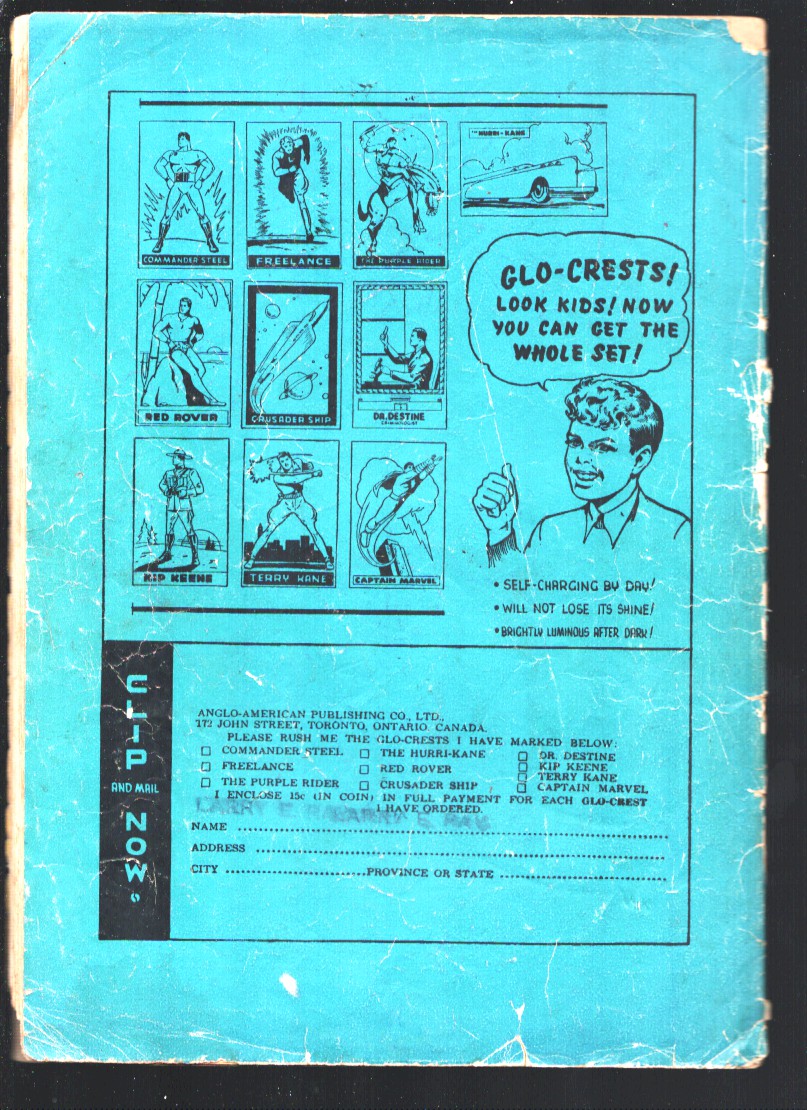 THE HURRI-KANE
COMMANDER STEEL
FREELANCE
THE PURPLE RIDER
GLO-CRESTS!
LOOK KIDS! NOW
YOU CAN GET THE
WHOLE SET!
RED ROVER
CRUSADER SHIP
DR. DESTINE
CRIMINOLOGIST
KIP KEENE
TERRY KANE
CAPTAIN MARVEL
• SELF-CHARGING BY DAY!
• WILL NOT LOSE ITS SHINE!
• BRIGHTLY LUMINOUS AFTER DARK!
CLIP
AND MAIL
NOW
ANGLO-AMERICAN PUBLISHING CO., LTD.,
172 JOHN STREET, TORONTO, ONTARIO, CANADA.
PLEASE RUSH ME THE GLO-CRESTS I HAVE MARKED BELOW:
□ COMMANDER STEEL □ THE HURRI-KANE □ DR. DESTINE
□ FREELANCE □ RED ROVER □ KIP KEENE
□ TERRY KANE
□ THE PURPLE RIDER □ CRUSADER SHIP □ CAPTAIN MARVEL
I ENCLOSE 15c (IN COIN) IN FULL PAYMENT FOR EACH GLO-CREST
I HAVE ORDERED.
LARRY
NAME
ADDRESS
CITY PROVINCE OR STATE